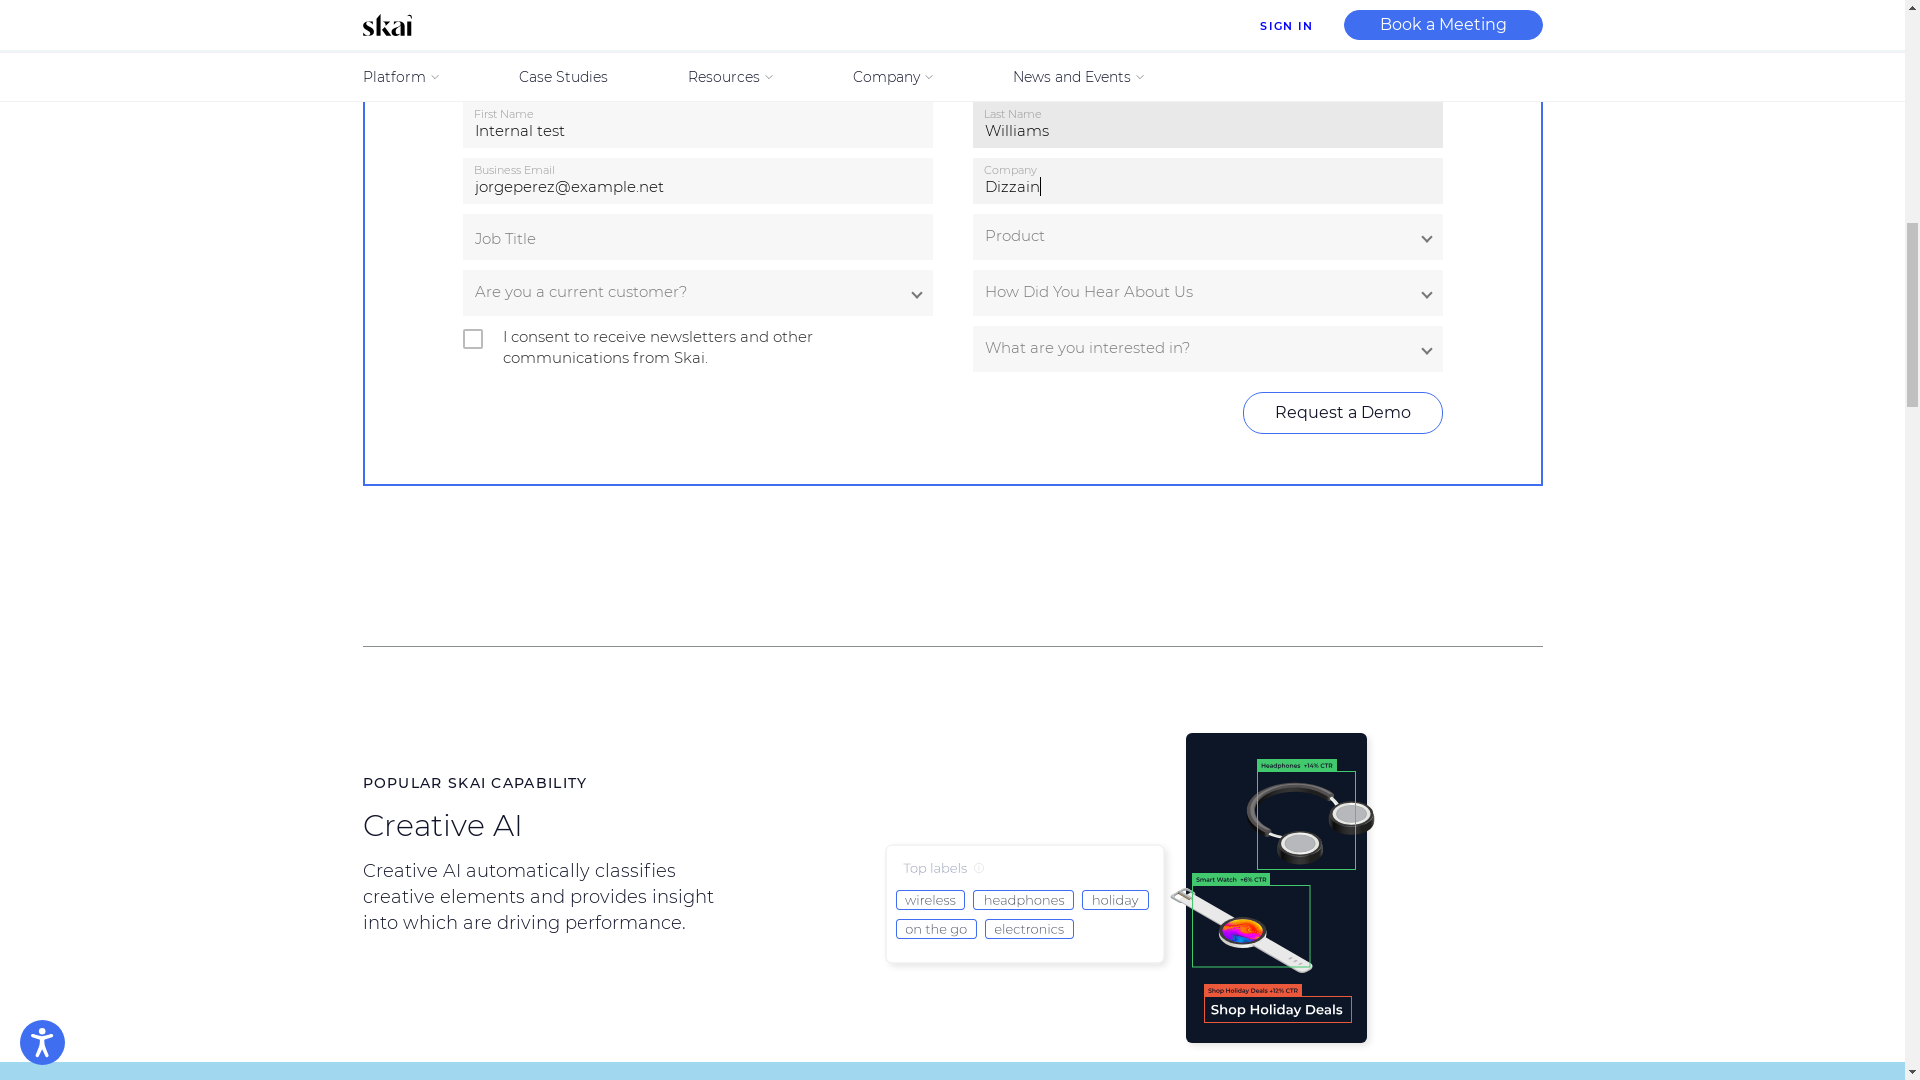 skai
SIGN IN
Book a Meeting
Platform
Case Studies
Resources
Company
News and Events
First Name
Internal test
Last Name
Williams
Business Email
jorgeperez@example.net
Company
Dizzain
Job Title
Product
Are you a current customer?
How Did You Hear About Us
I consent to receive newsletters and other
communications from Skai.
What are you interested in?
Request a Demo
POPULAR SKAI CAPABILITY
Creative AI
Creative AI automatically classifies
creative elements and provides insight
into which are driving performance.
Top labels
wireless
headphones
holiday
on the go
electronics
Headphones +14% CTR
Smart Watch +6% CTR
Shop Holiday Deals +12% CTR
Shop Holiday Deals